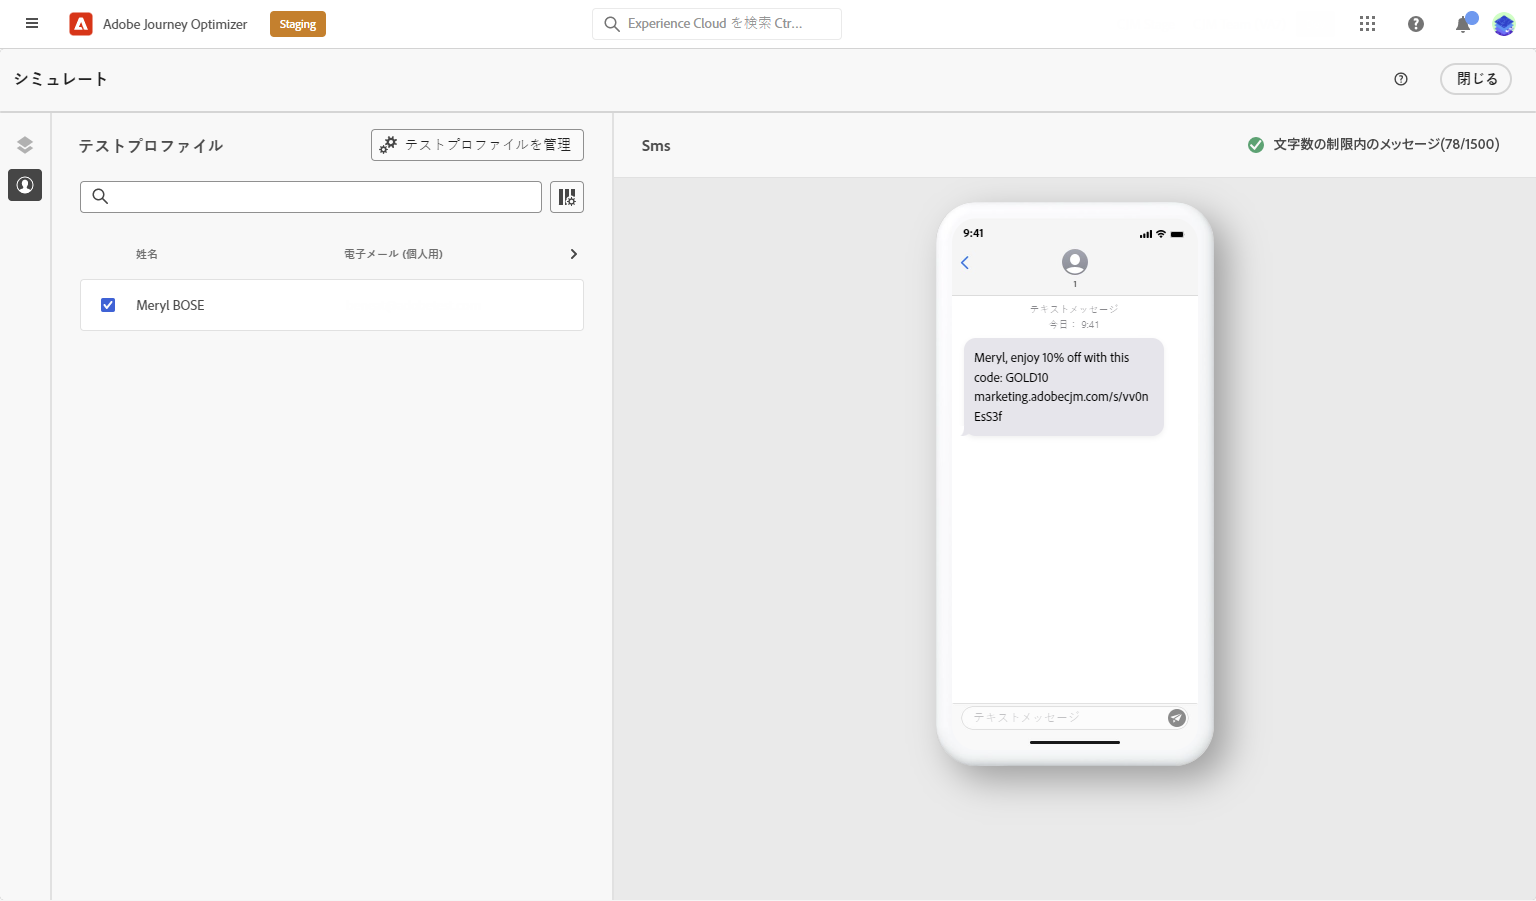 Adobe Journey Optimizer
Staging
Experience Cloud を検索 Ctr...
シミュレート
閉じる
テストプロファイル
テストプロファイルを管理
姓名
電子メール (個人用)
Meryl BOSE
Sms
文字数の制限内のメッセージ(78/1500)
9:41
1
テキストメッセージ
今日： 9:41
Meryl, enjoy 10% off with this
code: GOLD10
marketing.adobecjm.com/s/vv0n
EsS3f
テキストメッセージ